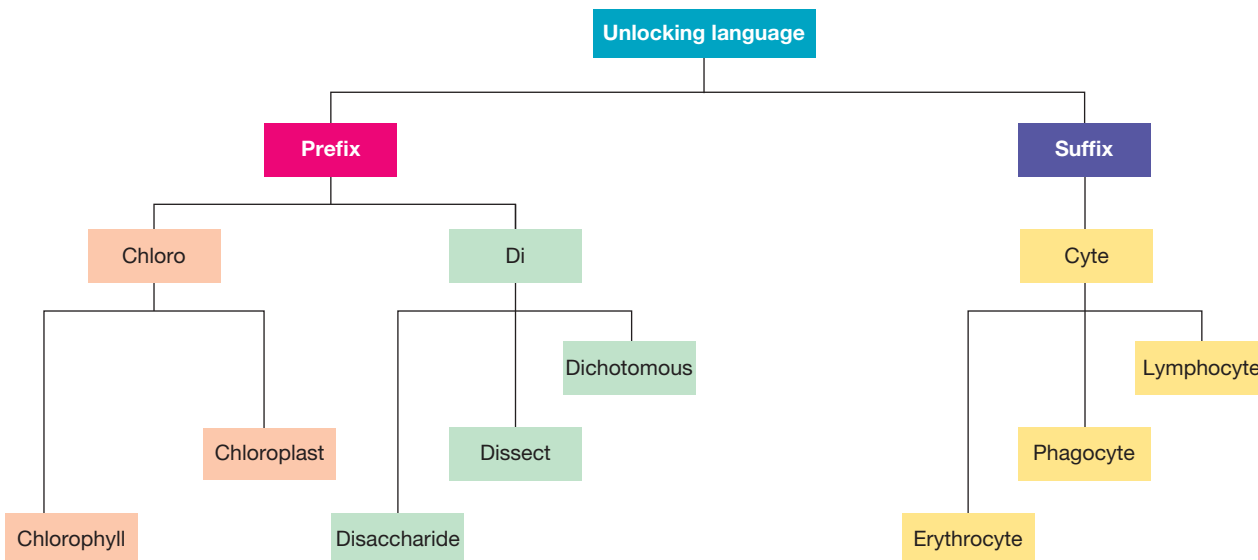 Unlocking language
Prefix
Suffix
Chloro
Di
Cyte
Dichotomous
Lymphocyte
Chloroplast
Dissect
Phagocyte
Chlorophyll
Disaccharide
Erythrocyte